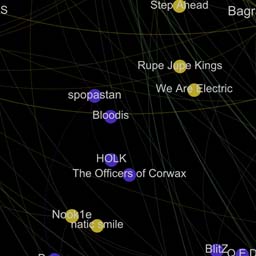 Step Ahead
Bagr
Rupe Jupe Kings
We Are Electric
spopastan
Bloodis
HOLK
The Officers of Corwax
Nook1e
natic smile
BlitZ
O E D